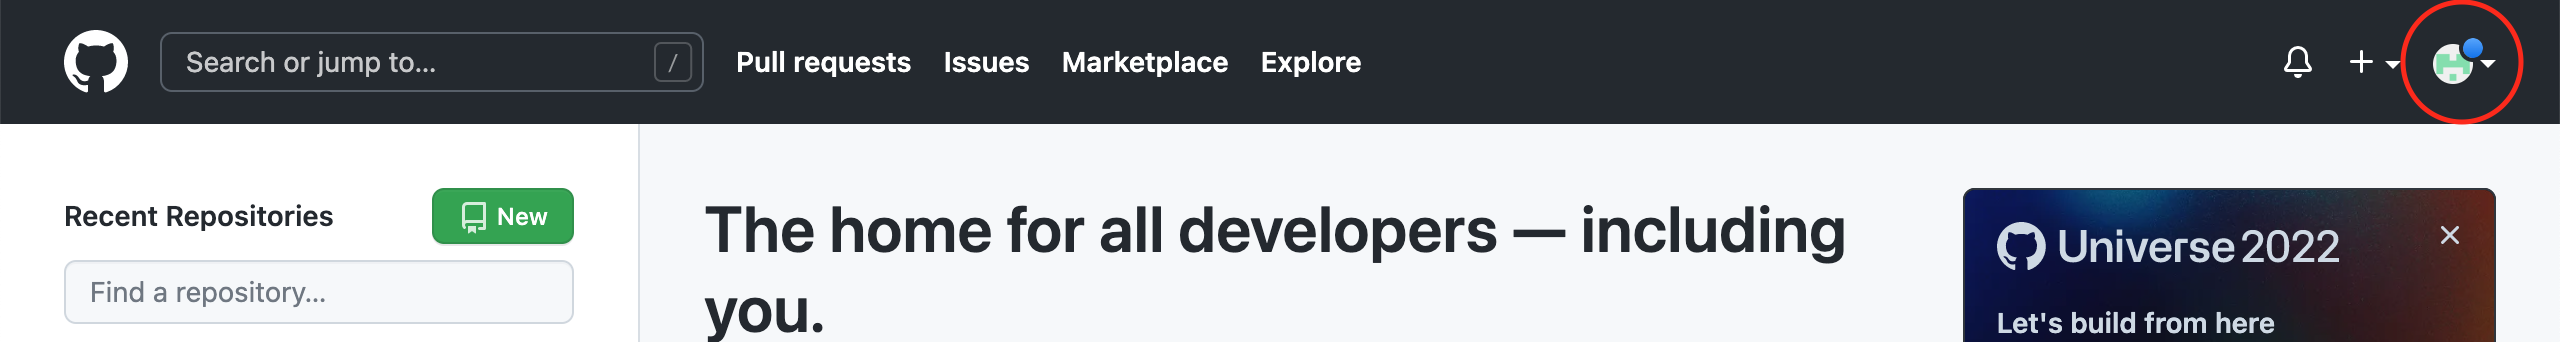 Search or jump to...
/
Pull requests
Issues
Marketplace
Explore
Recent Repositories
New
Find a repository...
The home for all developers — including
you.
Universe 2022
Let's build from here